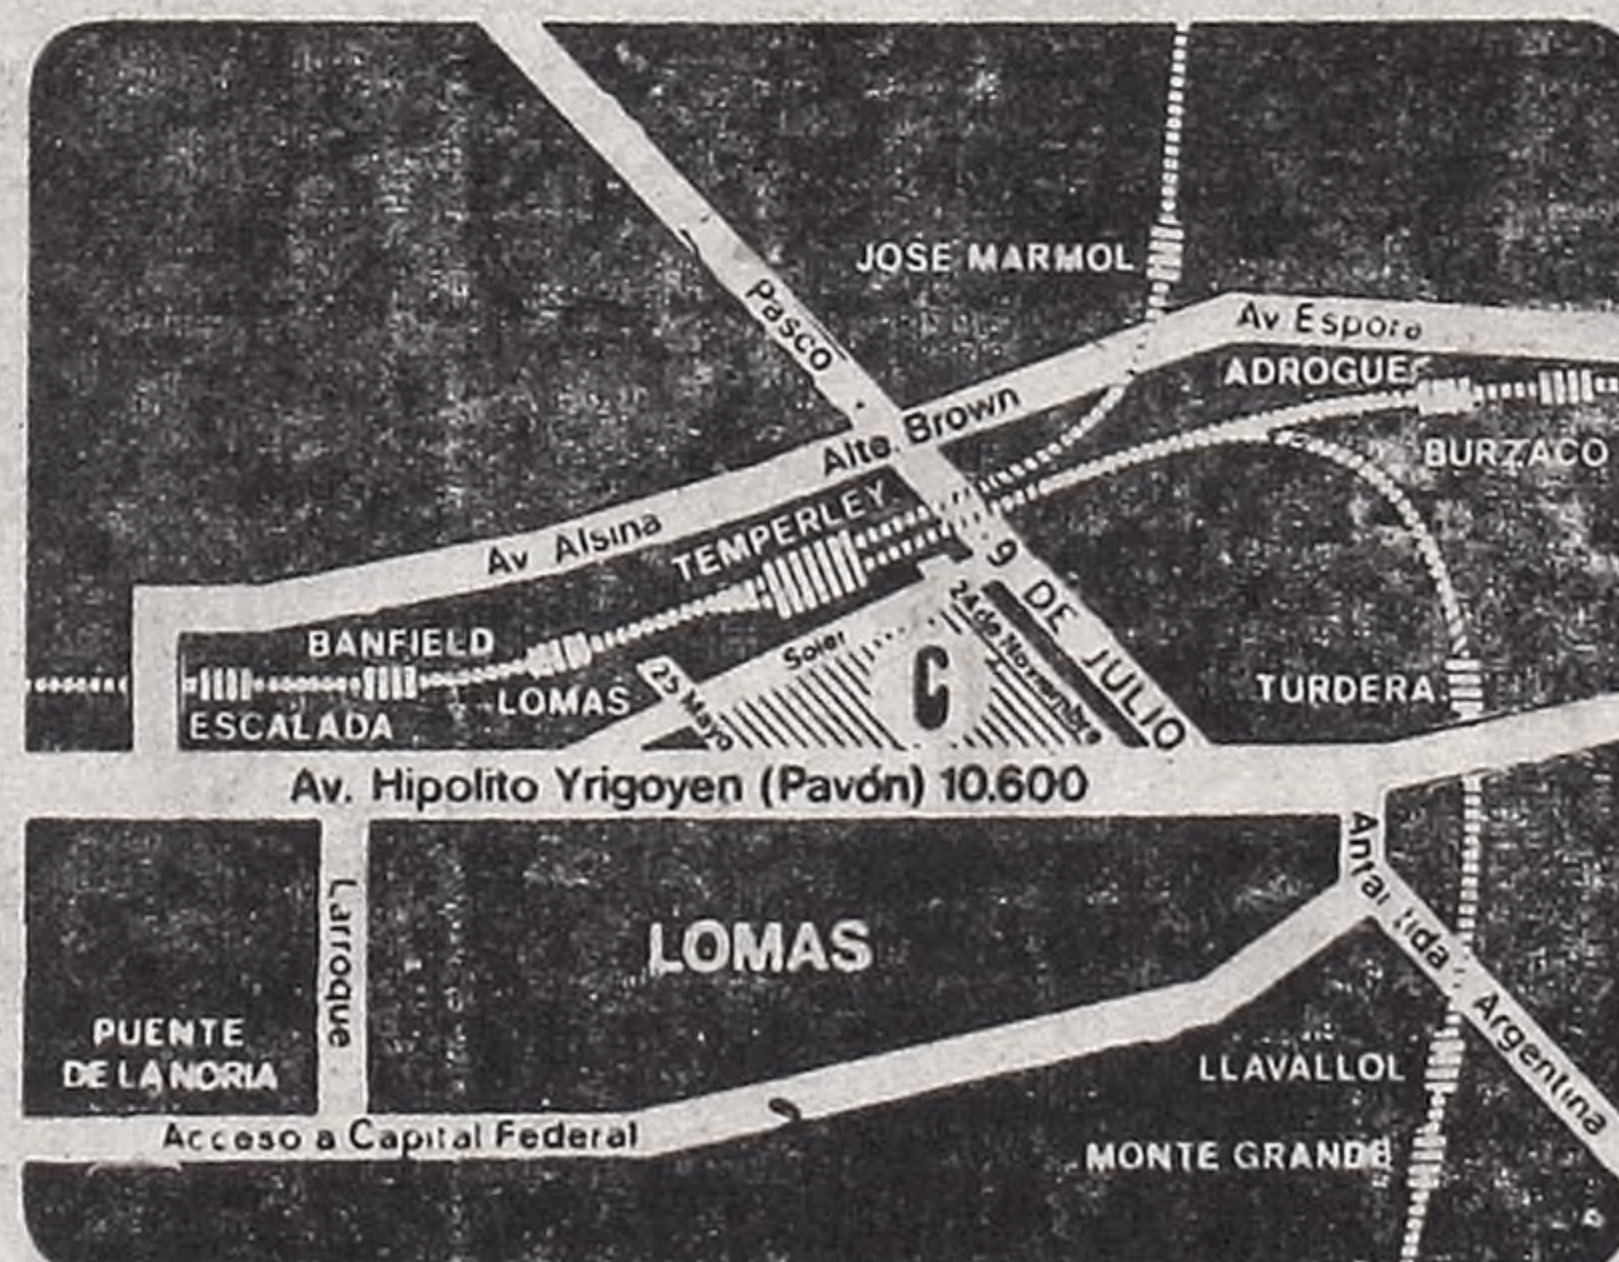 JOSE MARMOL
Pasco
Av Espora
ADROGUE
Alte. Brown
BURZACO
Av Alsina
TEMPERLEY
9 DE JULIO
24 de Noviembre
BANFIELD
Soler
C
25 Mayo
LOMAS
TURDERA
ESCALADA
Av. Hipolito Yrigoyen (Pavón) 10.600
Antartida Argentina
Larroque
LOMAS
PUENTE
DE LA NORIA
LLAVALLOL
Acceso a Capital Federal
MONTE GRANDE